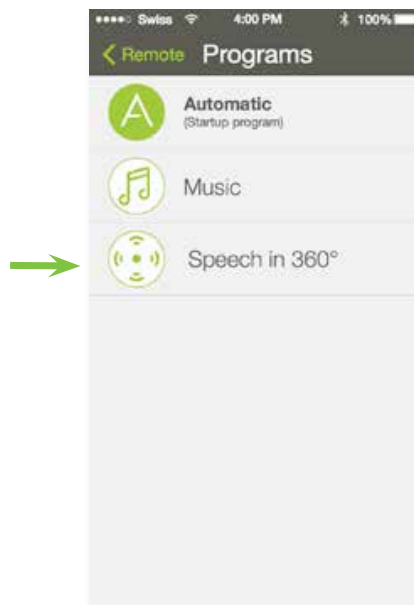 Swiss 4:00 PM 100%
Remote Programs
A
Automatic
(Startup program)
Music
Speech in 360°